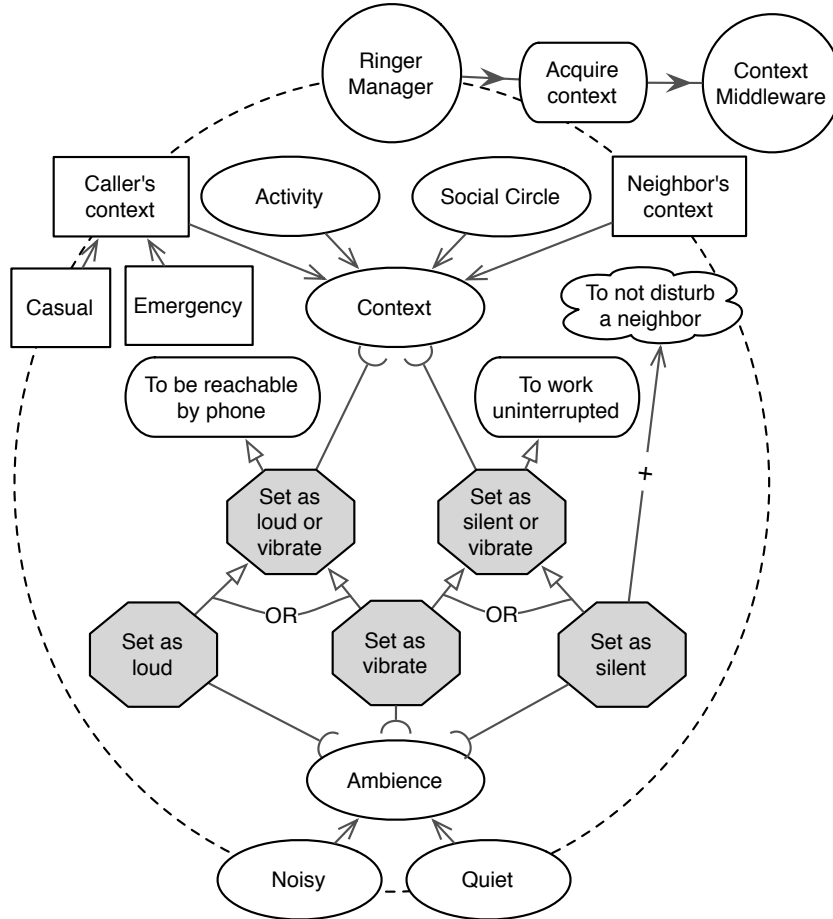 Ringer
Manager
Acquire
context
Context
Middleware
Caller's
context
Activity
Social Circle
Neighbor's
context
Casual
Emergency
Context
To not disturb
a neighbor
To be reachable
by phone
To work
uninterrupted
+
Set as
loud or
vibrate
Set as
silent or
vibrate
OR
OR
Set as
loud
Set as
vibrate
Set as
silent
Ambience
Noisy
Quiet